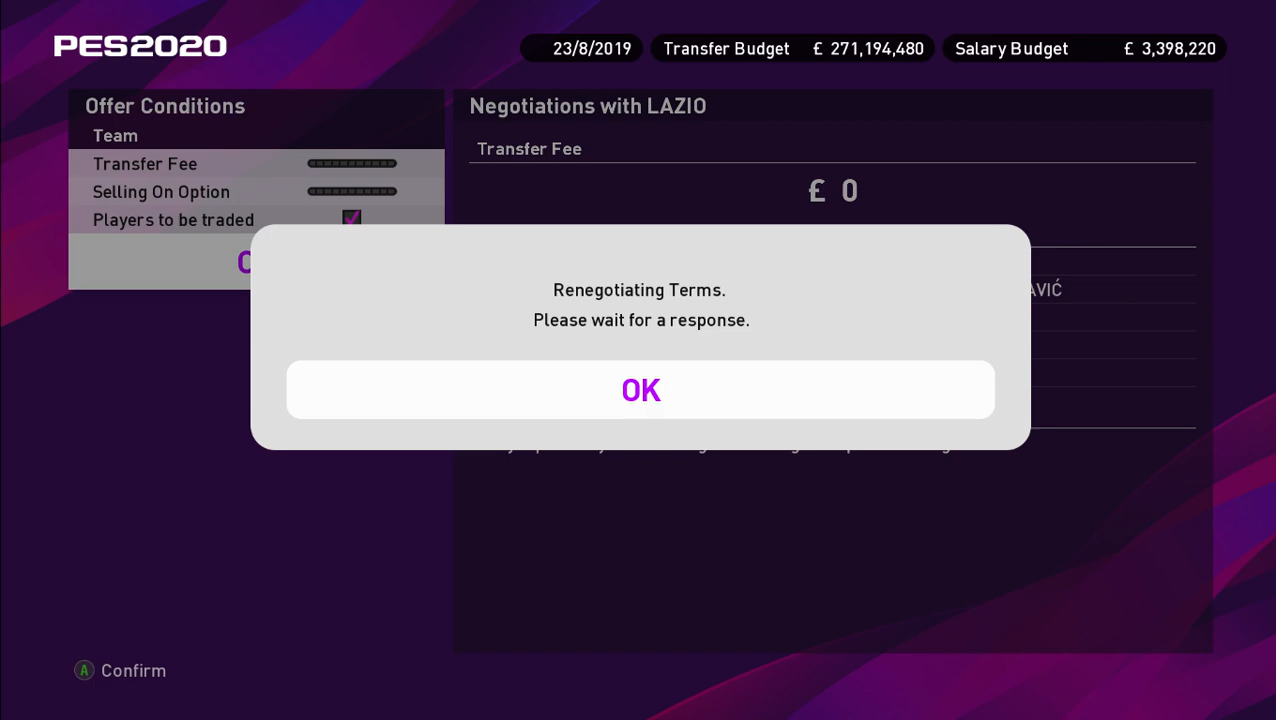 PES2020
23/8/2019
Transfer Budget £ 271,194,480
Salary Budget £ 3,398,220
Offer Conditions
Team
Transfer Fee
Selling On Option
Players to be traded
Negotiations with LAZIO
Transfer Fee
£ 0
Renegotiating Terms.
Please wait for a response.
OK
A Confirm